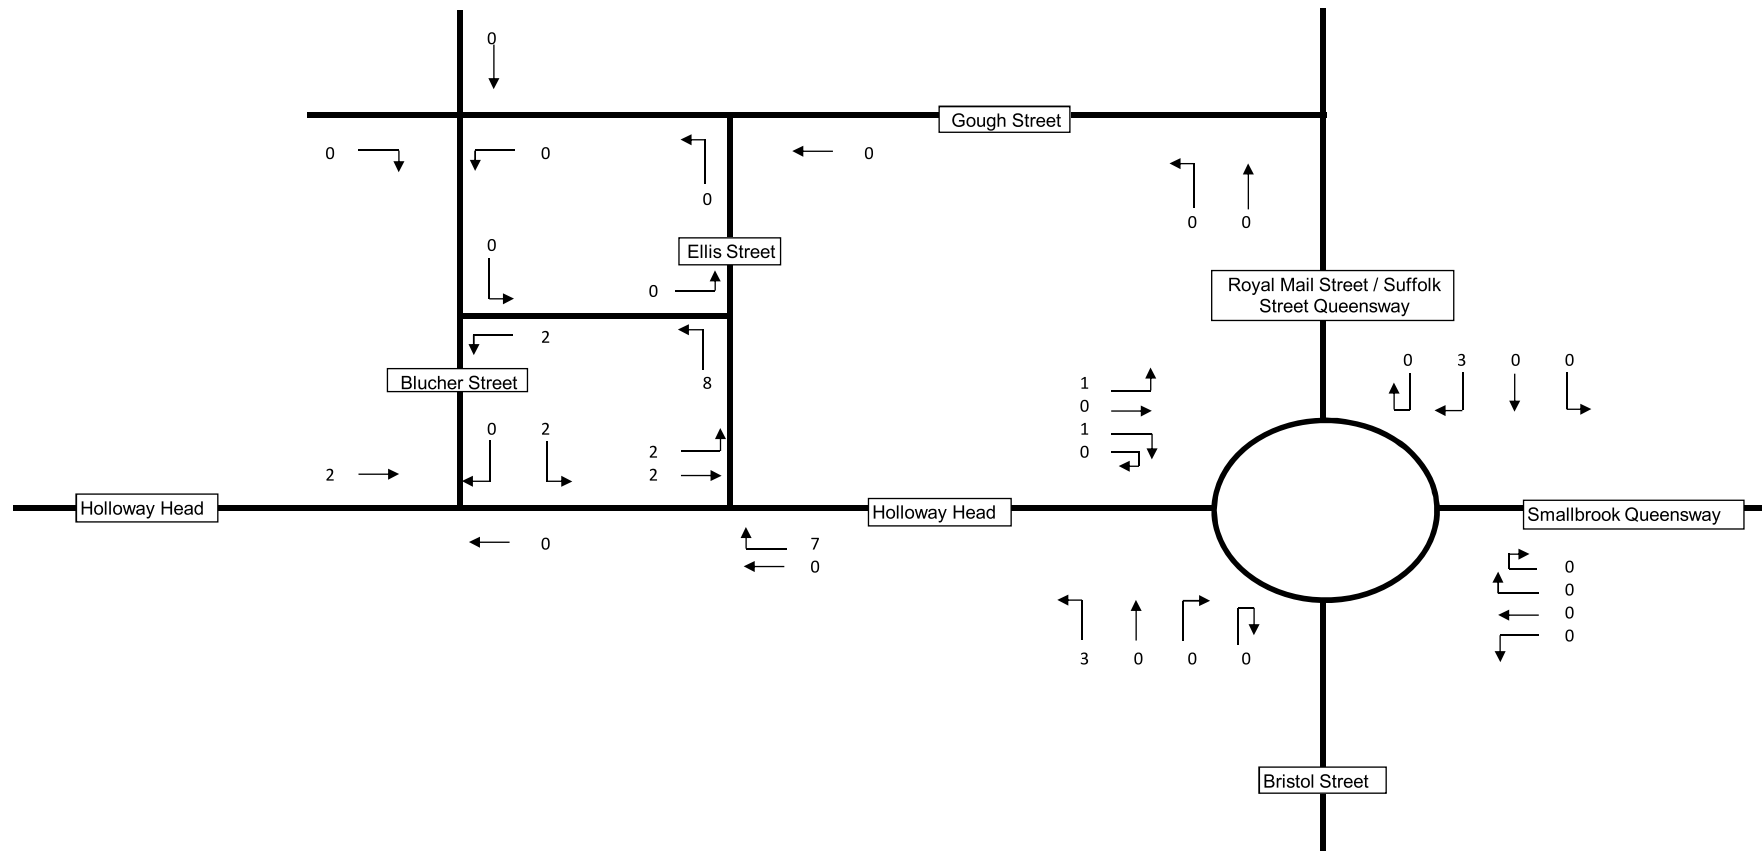 0
Gough Street
0
0
0
0
0
0
0
Ellis Street
0
Royal Mail Street / Suffolk
Street Queensway
0
2
0 3 0 0
Blucher Street
8
1
0
0 2
1
2
0
2
2
Holloway Head
Holloway Head
Smallbrook Queensway
0
7
0
0
0
0
0
3 0 0 0
Bristol Street